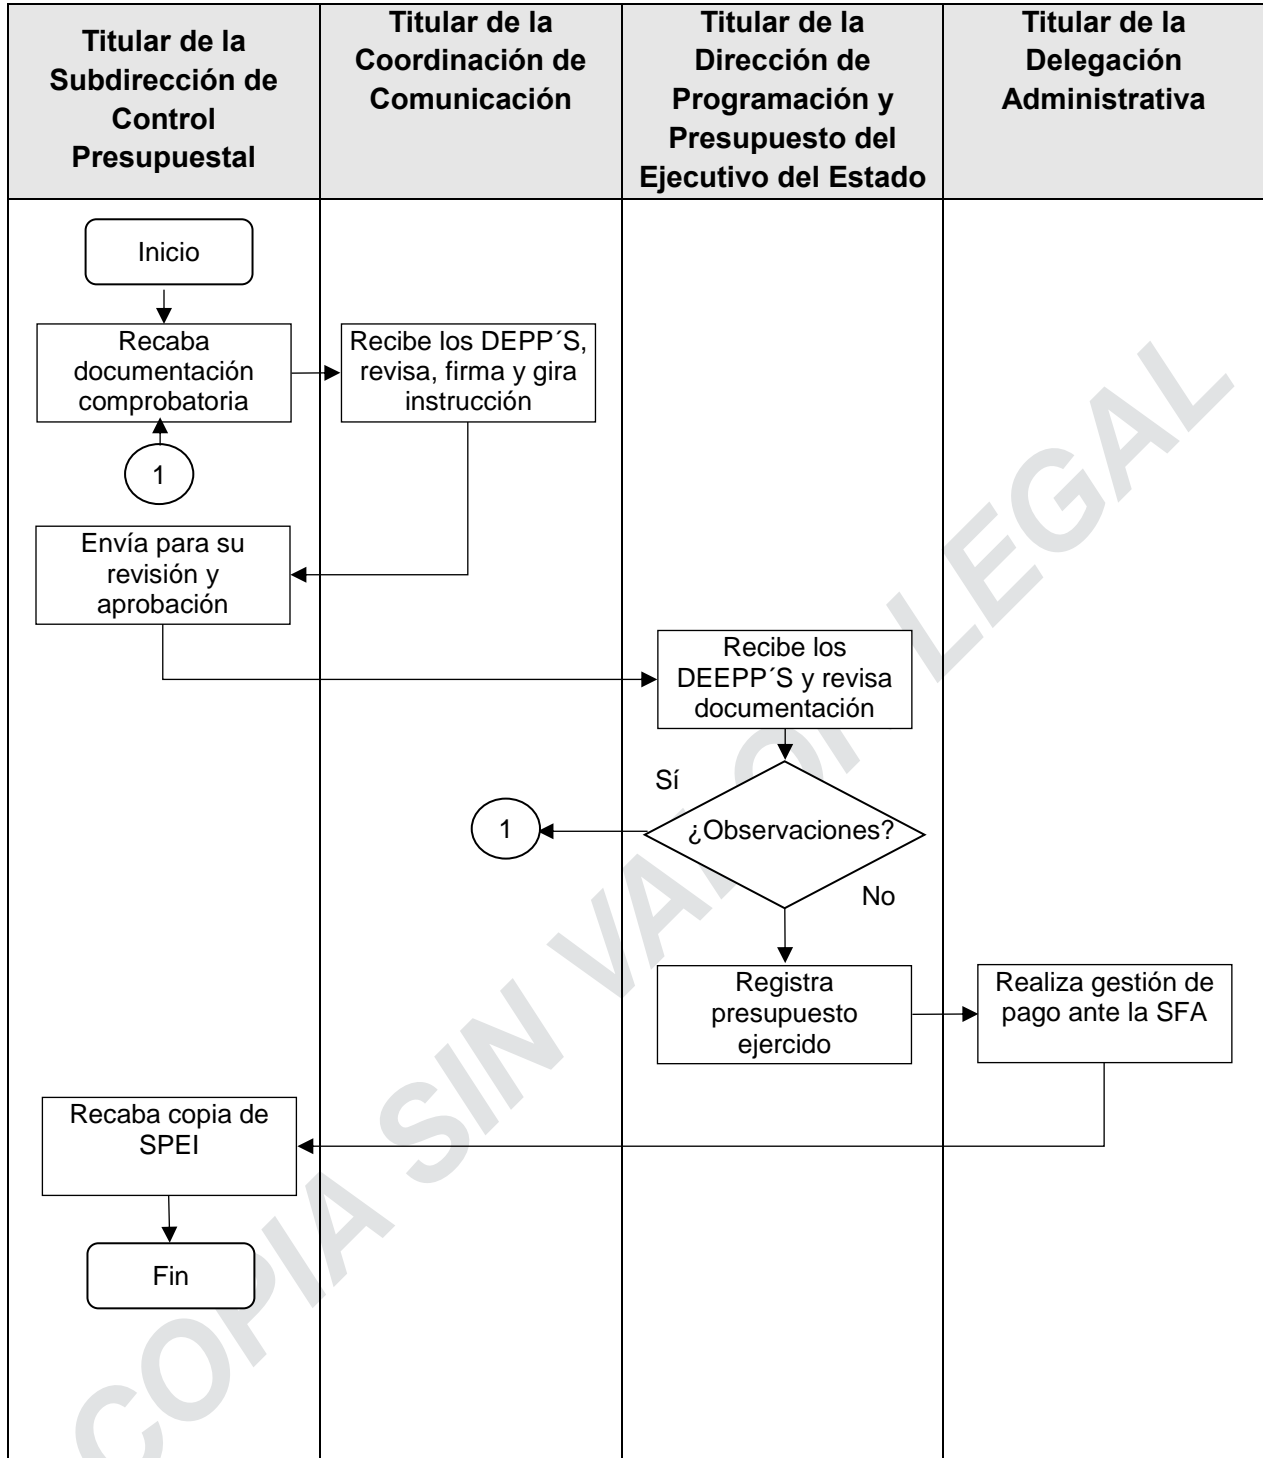 Titular de la
Subdirección de
Control
Presupuestal
Titular de la
Coordinación de
Comunicación
Titular de la
Dirección de
Programación y
Presupuesto del
Ejecutivo del Estado
Titular de la
Delegación
Administrativa
Inicio
Recaba
documentación
comprobatoria
Recibe los DEPP´S,
revisa, firma y gira
instrucción
1
Envía para su
revisión y
aprobación
Recibe los
DEEPP´S y revisa
documentación
Sí
1
¿Observaciones?
No
Registra
presupuesto
ejercido
Realiza gestión de
pago ante la SFA
Recaba copia de
SPEI
Fin
COPIA SIN VALOR LEGAL